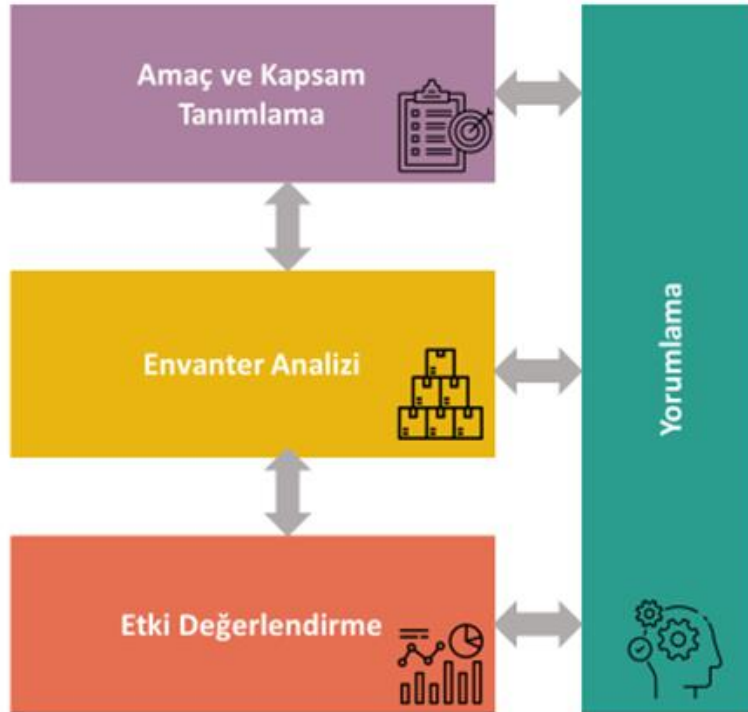 Amaç ve Kapsam
Tanımlama
Envanter Analizi
Etki Değerlendirme
Yorumlama